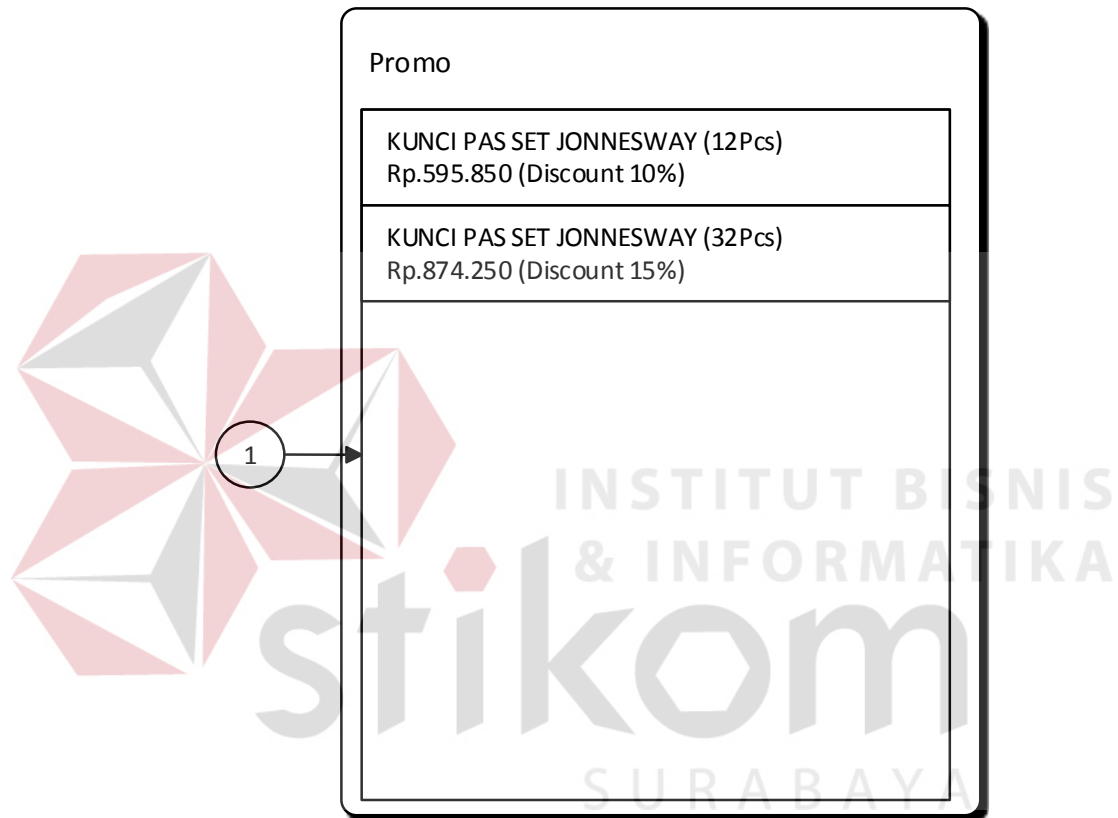 Promo
KUNCI PAS SET JONNESWAY (12Pcs)
Rp.595.850 (Discount 10%)
KUNCI PAS SET JONNESWAY (32Pcs)
Rp.874.250 (Discount 15%)
1
INSTITUT BISNIS
& INFORMATIKA
stikom
SURABAYA